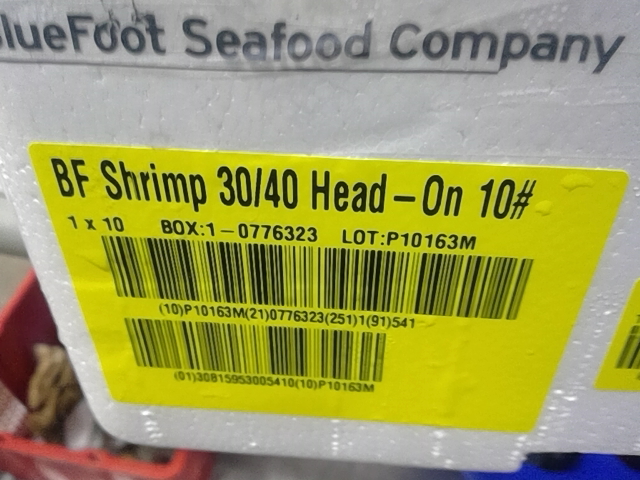 BlueFoot Seafood Company
BF Shrimp 30/40 Head-On 10#
1 x 10 BOX:1-0776323 LOT:P10163M
(10)P10163M(21)0776323(251)1(91)541
(01)30815953005410(10)P10163M